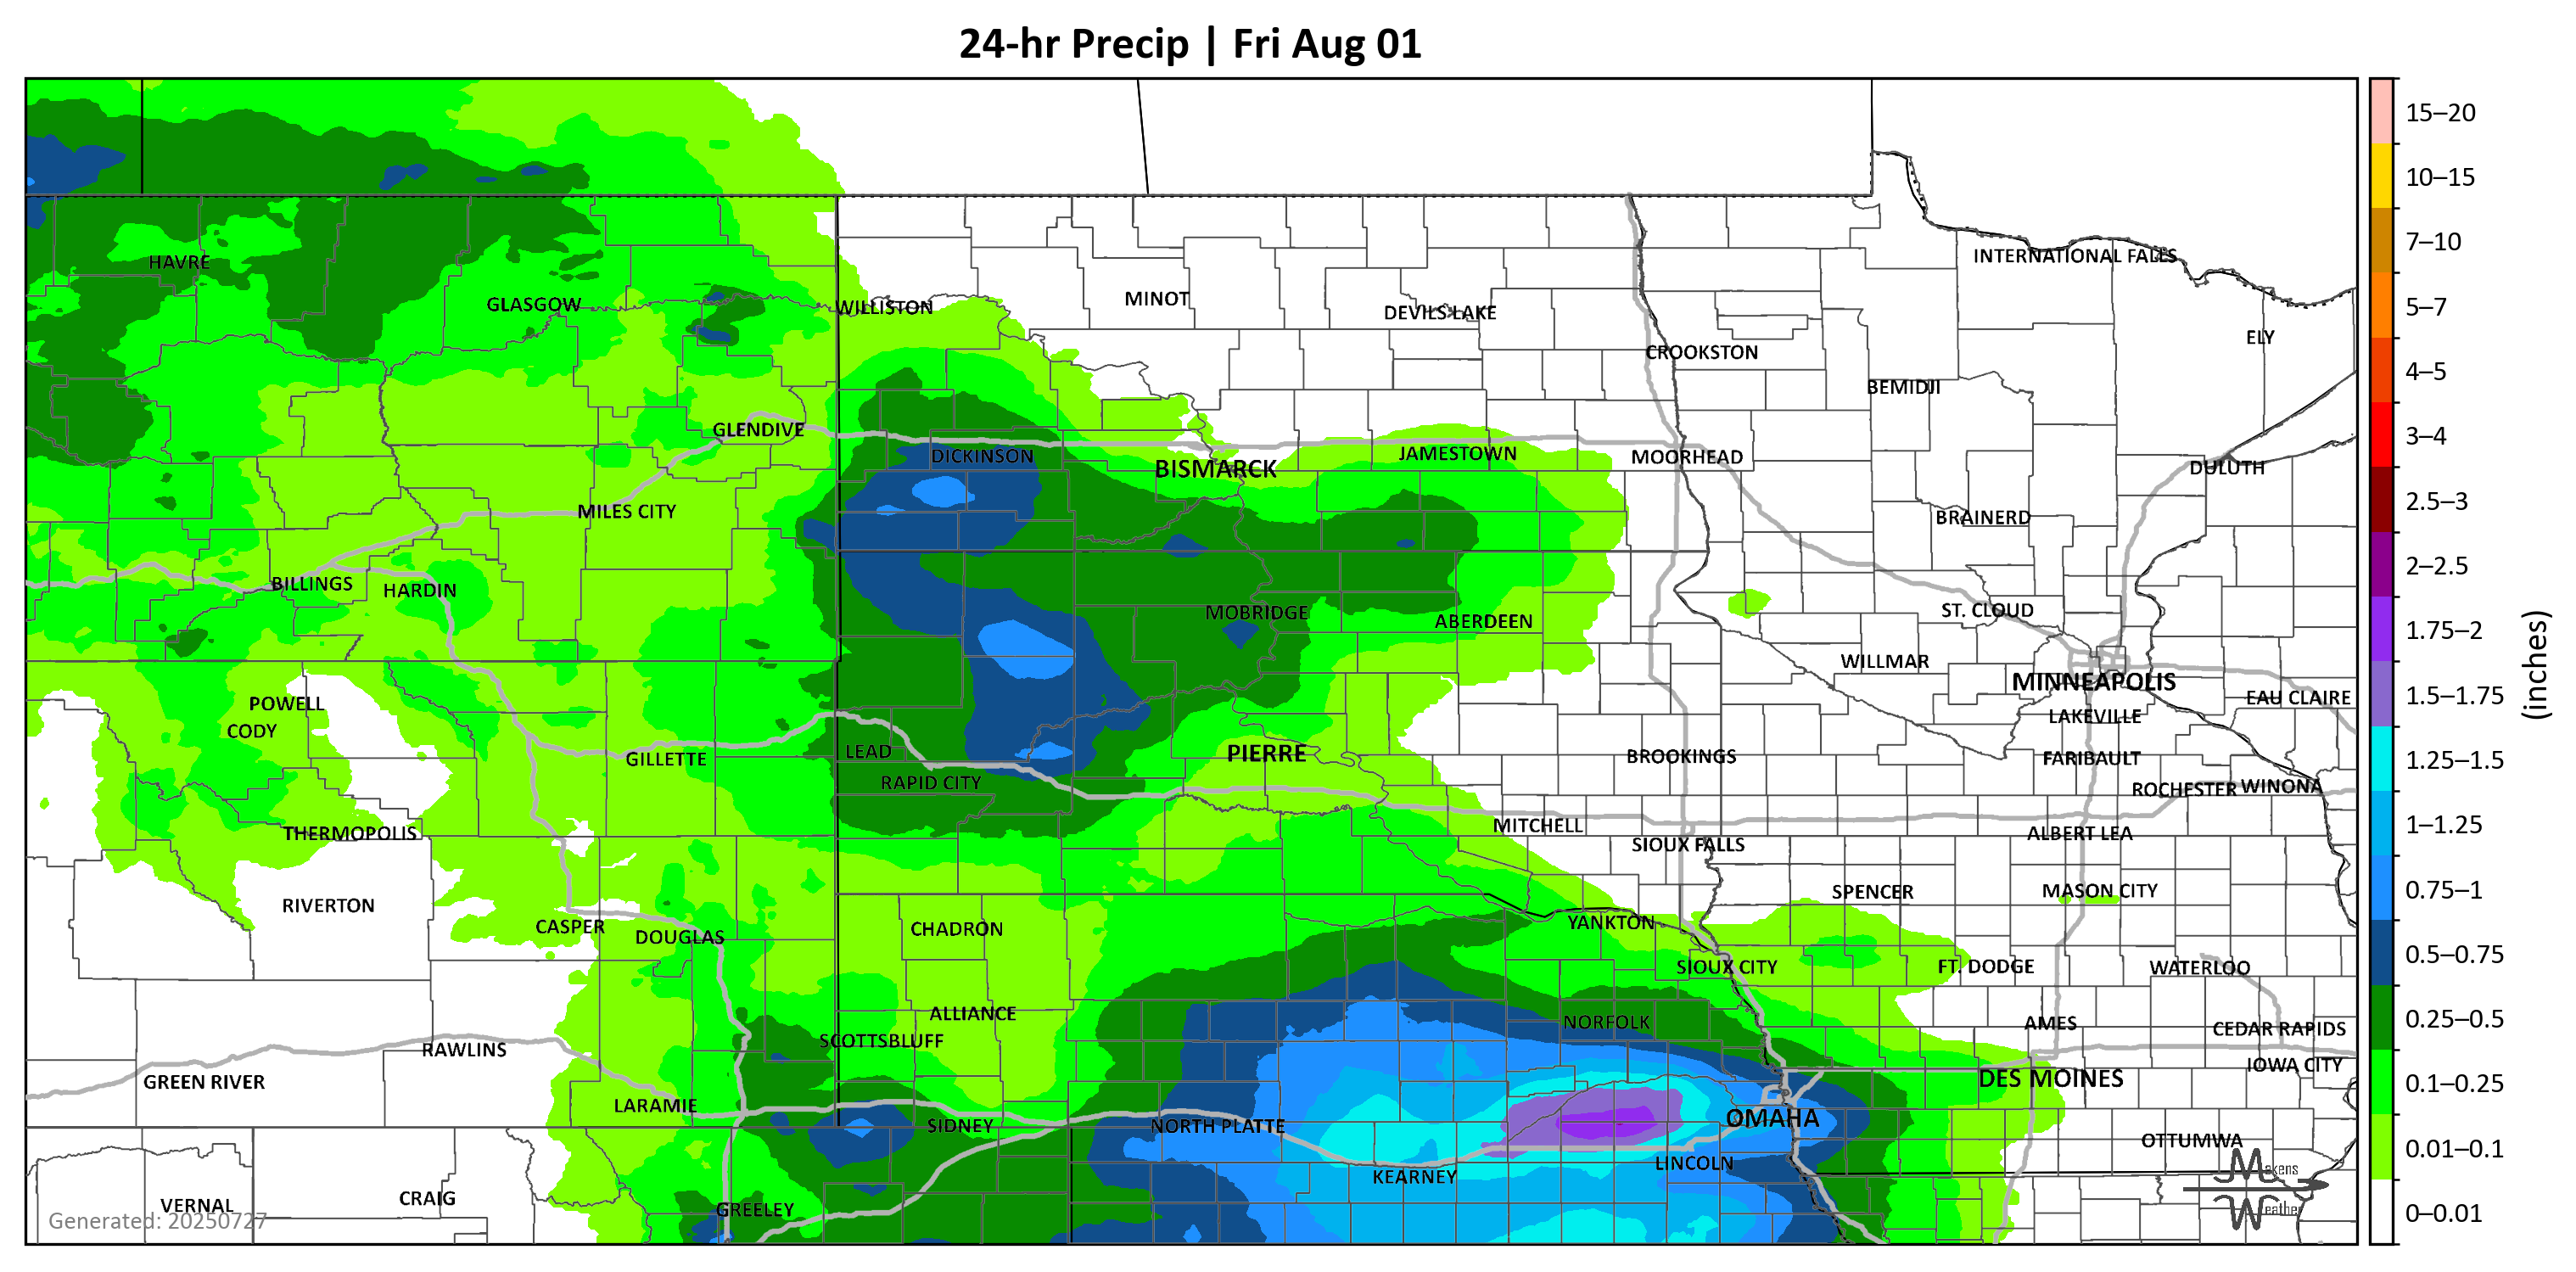 24-hr Precip | Fri Aug 01
15–20
10–15
7–10
5–7
4–5
3–4
2.5–3
2–2.5
1.75–2
1.5–1.75
1.25–1.5
1–1.25
0.75–1
0.5–0.75
0.25–0.5
0.1–0.25
0.01–0.1
0–0.01
(inches)
INTERNATIONAL FALLS
HAVRE
GLASGOW
WILLISTON
MINOT
DEVILS LAKE
ELY
CROOKSTON
BEMIDJI
GLENDIVE
DICKINSON
BISMARCK
JAMESTOWN
MOORHEAD
DULUTH
MILES CITY
BRAINERD
BILLINGS
HARDIN
MOBRIDGE
ABERDEEN
ST. CLOUD
WILLMAR
MINNEAPOLIS
POWELL
EAU CLAIRE
CODY
LAKEVILLE
GILLETTE
LEAD
PIERRE
BROOKINGS
FARIBAULT
RAPID CITY
ROCHESTER
WINONA
THERMOPOLIS
MITCHELL
SIOUX FALLS
ALBERT LEA
RIVERTON
SPENCER
MASON CITY
CASPER
DOUGLAS
CHADRON
YANKTON
SIOUX CITY
FT. DODGE
WATERLOO
ALLIANCE
NORFOLK
AMES
CEDAR RAPIDS
SCOTTSBLUFF
RAWLINS
IOWA CITY
GREEN RIVER
DES MOINES
LARAMIE
SIDNEY
NORTH PLATTE
OMAHA
OTTUMWA
LINCOLN
KEARNEY
VERNAL
CRAIG
GREELEY
Generated: 20250727
Makens
Weather